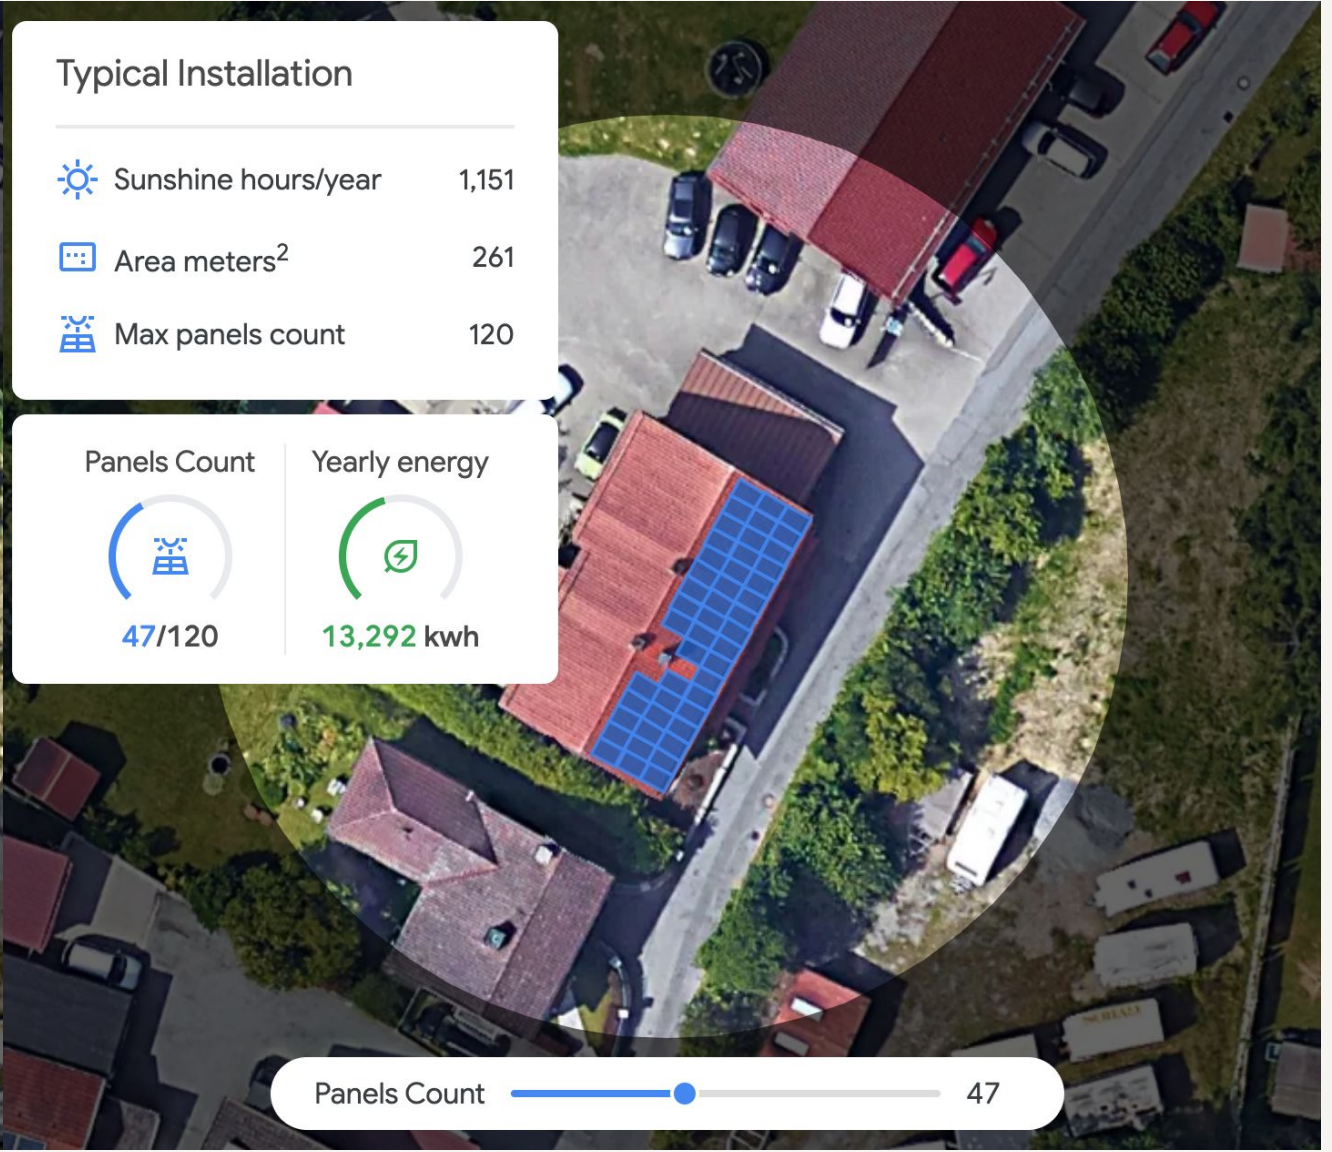 Typical Installation
Sunshine hours/year 1,151
Area meters2 261
Max panels count 120
Panels Count Yearly energy
47/120 13,292 kwh
Panels Count 47